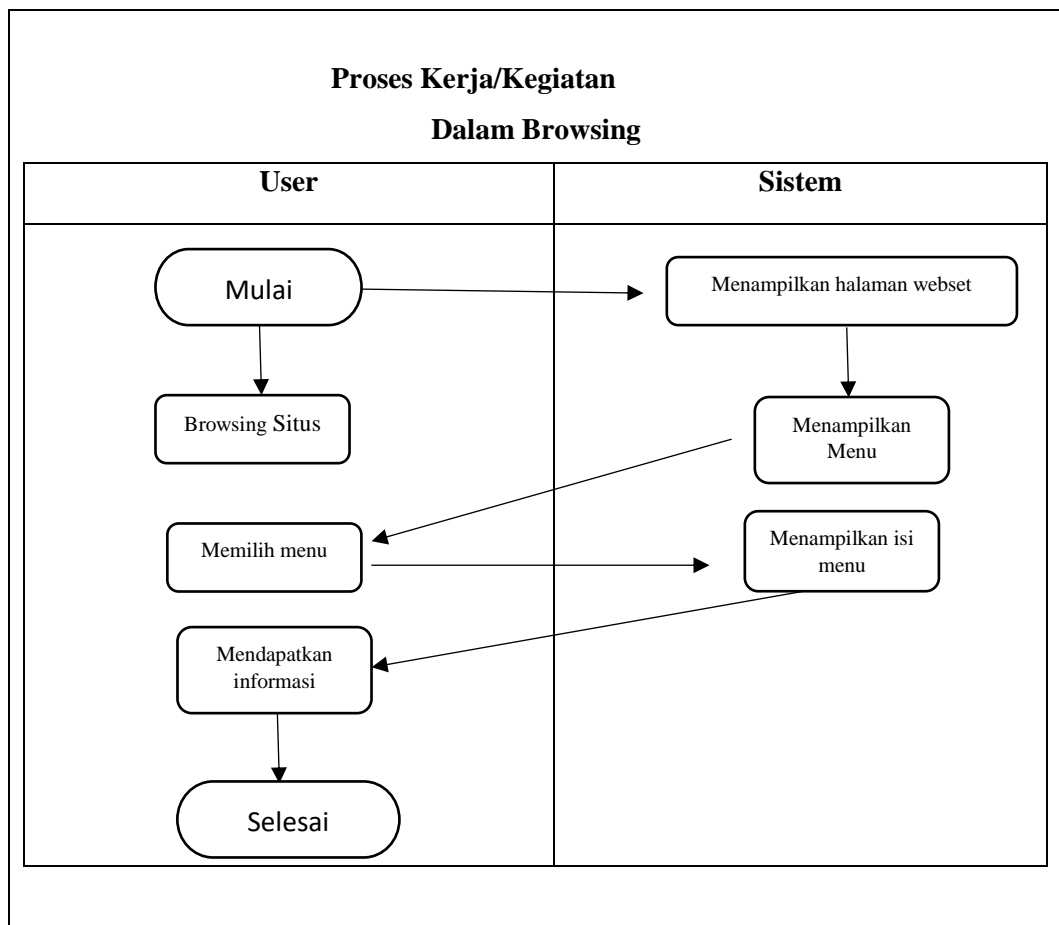 Proses Kerja/Kegiatan
Dalam Browsing
User
Sistem
Mulai
Menampilkan halaman webset
Browsing Situs
Menampilkan
Menu
Memilih menu
Menampilkan isi
menu
Mendapatkan
informasi
Selesai